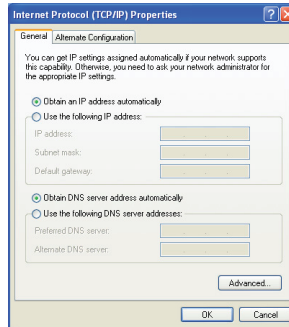 Internet Protocol (TCP/IP) Properties
General
Alternate Configuration
You can get IP settings assigned automatically if your network supports
this capability. Otherwise, you need to ask your network administrator for
the appropriate IP settings.
Obtain an IP address automatically
Use the following IP address:
IP address:
Subnet mask:
Default gateway:
Obtain DNS server address automatically
Use the following DNS server addresses:
Preferred DNS server:
Alternate DNS server:
Advanced...
OK
Cancel